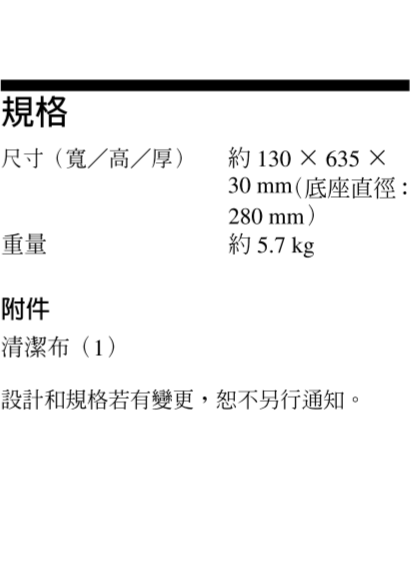 規格
尺寸（寬／高／厚） 約 130 × 635 ×
30 mm（底座直徑：
280 mm）
重量 約 5.7 kg
附件
清潔布（1）
設計和規格若有變更，恕不另行通知。